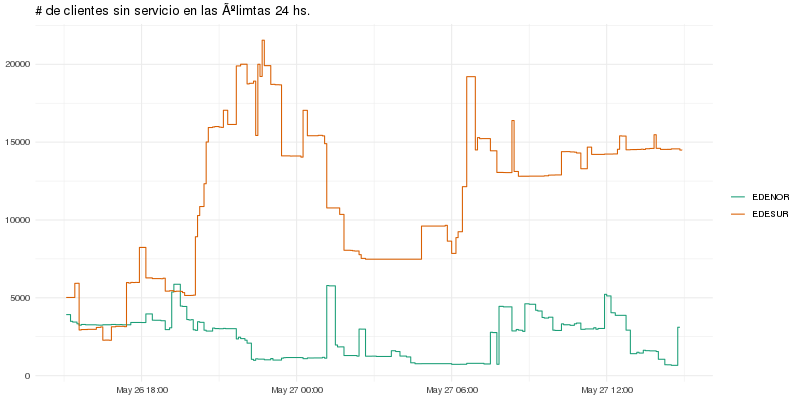 # de clientes sin servicio en las Ãºlimtas 24 hs.
20000
15000
10000
5000
0
May 26 18:00
May 27 00:00
May 27 06:00
May 27 12:00
EDENOR
EDESUR